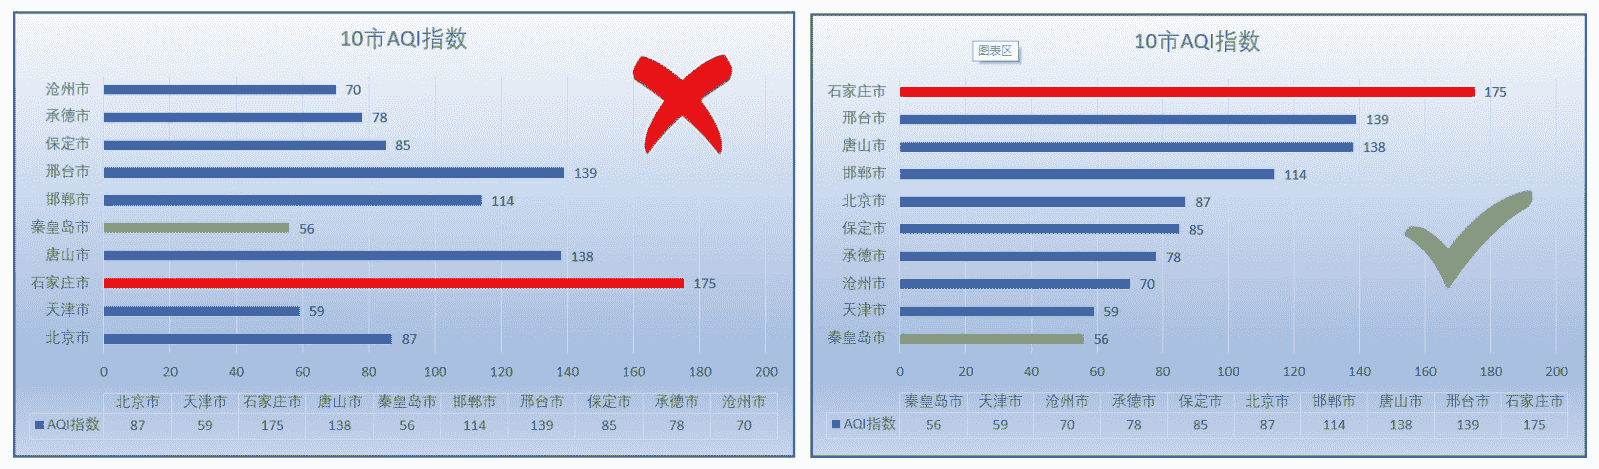 10市AQI指数
沧州市 70
承德市 78
保定市 85
邢台市 139
邯郸市 114
秦皇岛市 56
唐山市 138
石家庄市 175
天津市 59
北京市 87
0 20 40 60 80 100 120 140 160 180 200
北京市 天津市 石家庄市 唐山市 秦皇岛市 邯郸市 邢台市 保定市 承德市 沧州市
AQI指数 87 59 175 138 56 114 139 85 78 70
10市AQI指数
图表区
石家庄市 175
邢台市 139
唐山市 138
邯郸市 114
北京市 87
保定市 85
承德市 78
沧州市 70
天津市 59
秦皇岛市 56
0 20 40 60 80 100 120 140 160 180 200
秦皇岛市 天津市 沧州市 承德市 保定市 北京市 邯郸市 唐山市 邢台市 石家庄市
AQI指数 56 59 70 78 85 87 114 138 139 175